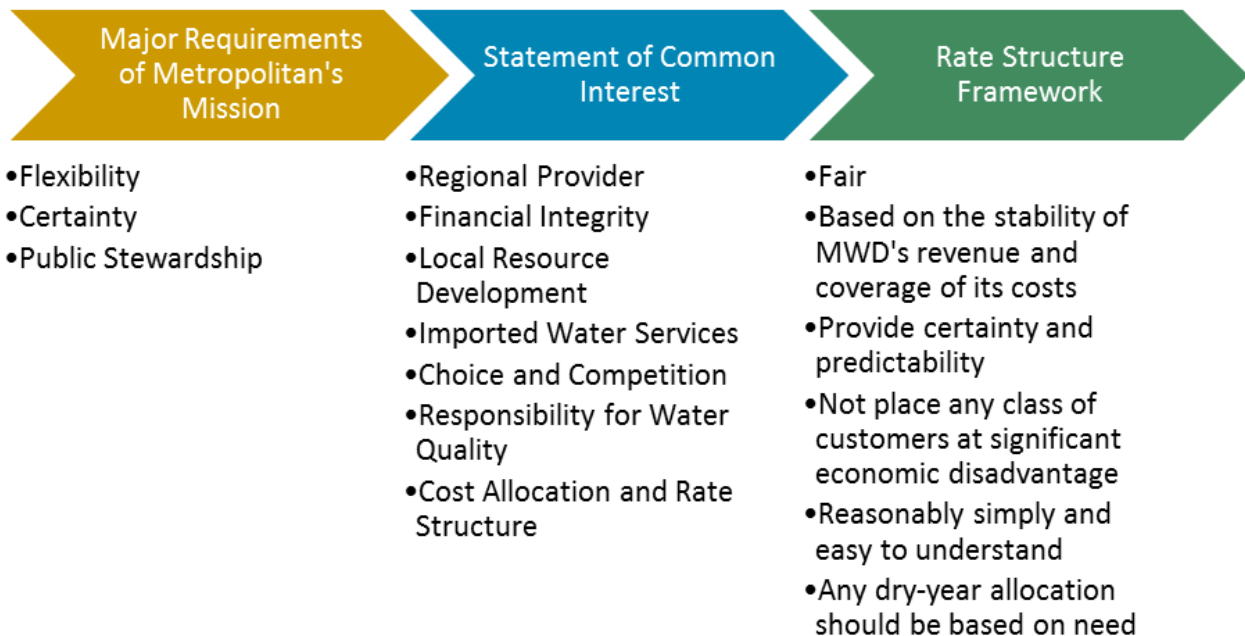 Major Requirements
of Metropolitan's
Mission
•Flexibility
•Certainty
•Public Stewardship
Statement of Common
Interest
•Regional Provider
•Financial Integrity
•Local Resource
Development
•Imported Water Services
•Choice and Competition
•Responsibility for Water
Quality
•Cost Allocation and Rate
Structure
Rate Structure
Framework
•Fair
•Based on the stability of
MWD's revenue and
coverage of its costs
•Provide certainty and
predictability
•Not place any class of
customers at significant
economic disadvantage
•Reasonably simply and
easy to understand
•Any dry-year allocation
should be based on need